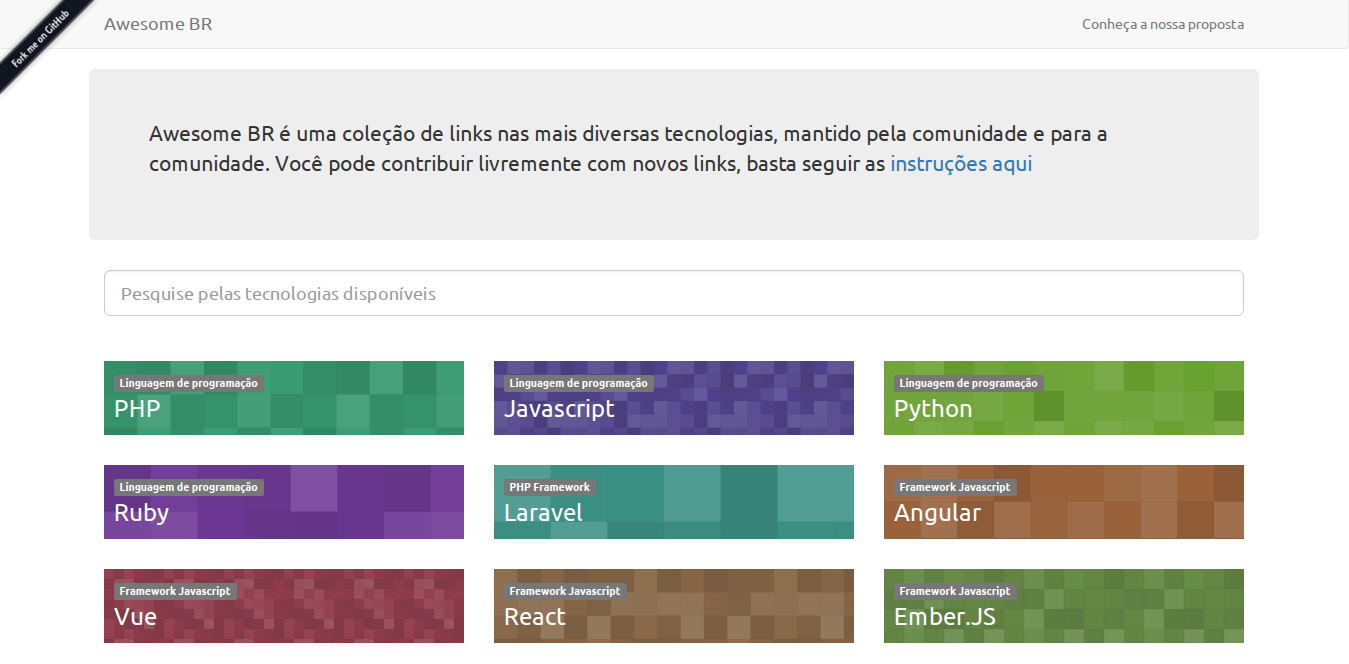 Fork me on GitHub
Awesome BR
Conheça a nossa proposta
Awesome BR é uma coleção de links nas mais diversas tecnologias, mantido pela comunidade e para a
comunidade. Você pode contribuir livremente com novos links, basta seguir as instruções aqui
Pesquise pelas tecnologias disponíveis
Linguagem de programação
PHP
Linguagem de programação
Javascript
Linguagem de programação
Python
Linguagem de programação
Ruby
PHP Framework
Laravel
Framework Javascript
Angular
Framework Javascript
Vue
Framework Javascript
React
Framework Javascript
Ember.JS